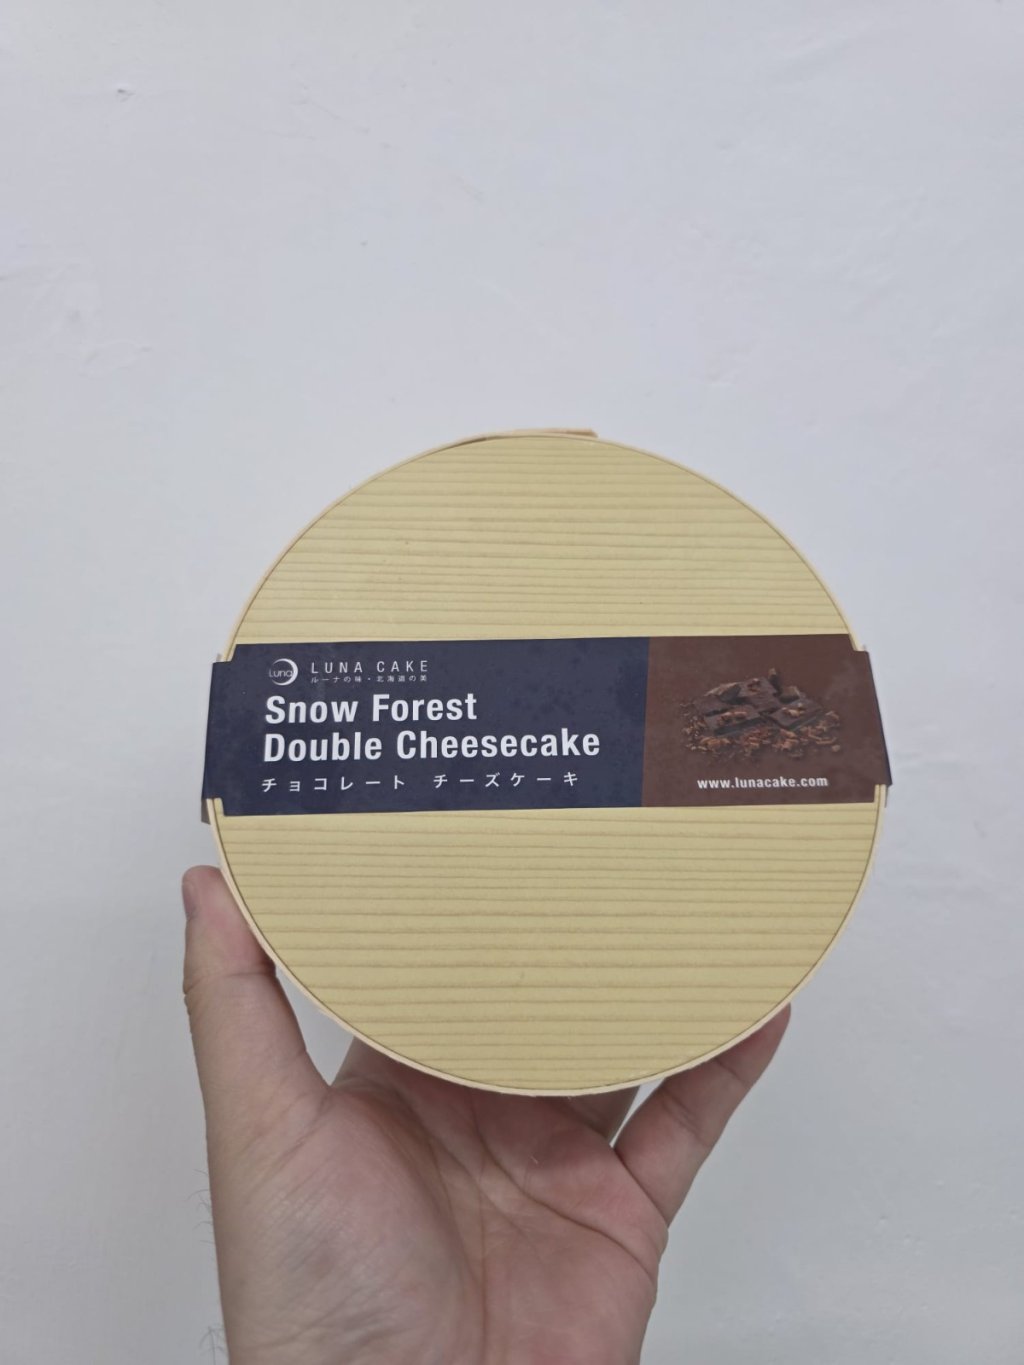 Luna
LUNA CAKE
ルーナの味・北海道の美
Snow Forest
Double Cheesecake
チョコレート チーズケーキ
www.lunacake.com